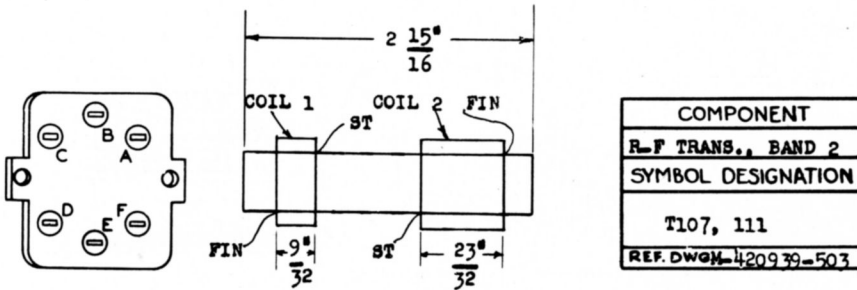 2 15"
16
COIL 1
COIL 2
FIN
ST
B
C
A
D
F
E
FIN
9"
32
ST
23"
32
COMPONENT
R-F TRANS., BAND 2
SYMBOL DESIGNATION
T107, 111
REF. DWG M-420939-503